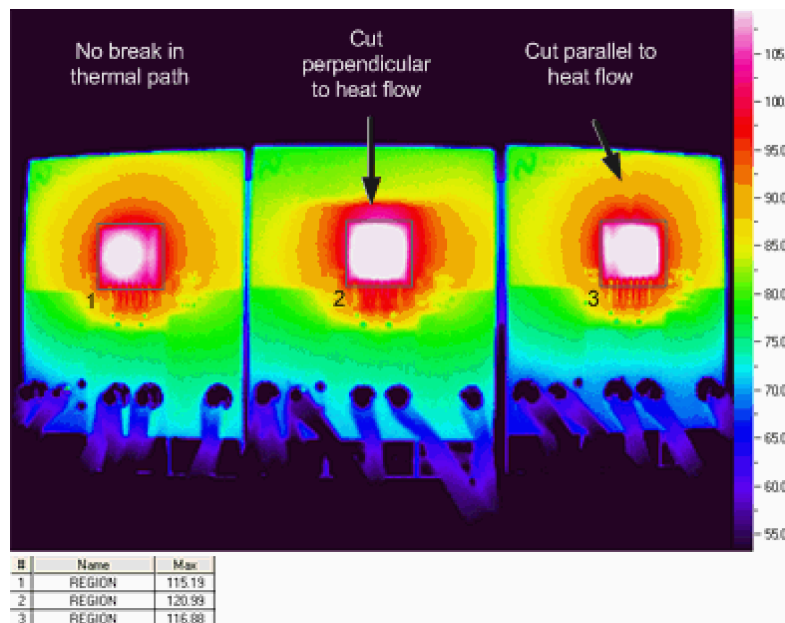 No break in
thermal path
Cut
perpendicular
to heat flow
Cut parallel to
heat flow
105.
100.
95.0
90.0
85.0
80.0
75.0
70.0
65.0
60.0
55.0
1
2
3
# Name Max
1 REGION 115.19
2 REGION 120.99
3 REGION 116.88